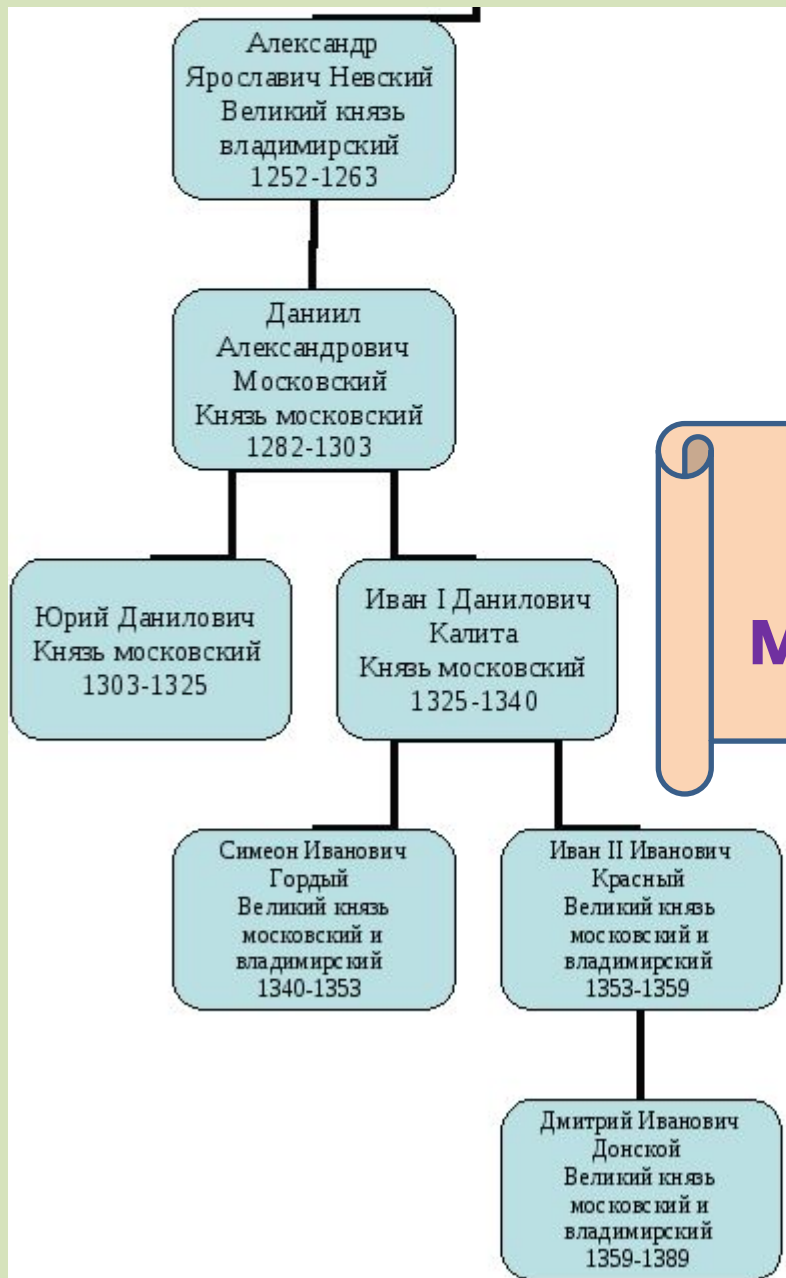 Александр
Ярославич Невский
Великий князь
владимирский
1252-1263
Даниил
Александрович
Московский
Князь московский
1282-1303
Юрий Данилович
Князь московский
1303-1325
Иван I Данилович
Калита
Князь московский
1325-1340
М
Симеон Иванович
Гордый
Великий князь
московский и
владимирский
1340-1353
Иван II Иванович
Красный
Великий князь
московский и
владимирский
1353-1359
Дмитрий Иванович
Донской
Великий князь
московский и
владимирский
1359-1389